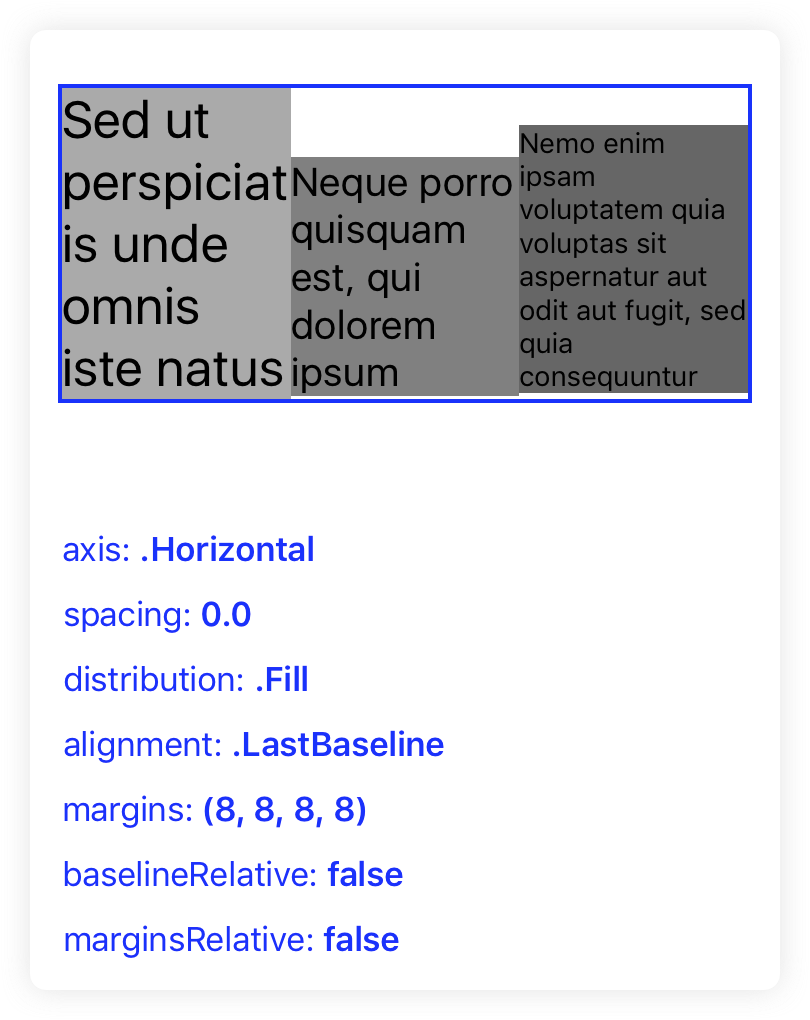 Sed ut
perspiciat
is unde
omnis
iste natus
Neque porro
quisquam
est, qui
dolorem
ipsum
Nemo enim
ipsam
voluptatem quia
voluptas sit
aspernatur aut
odit aut fugit, sed
quia
consequuntur
axis: .Horizontal
spacing: 0.0
distribution: .Fill
alignment: .LastBaseline
margins: (8, 8, 8, 8)
baselineRelative: false
marginsRelative: false